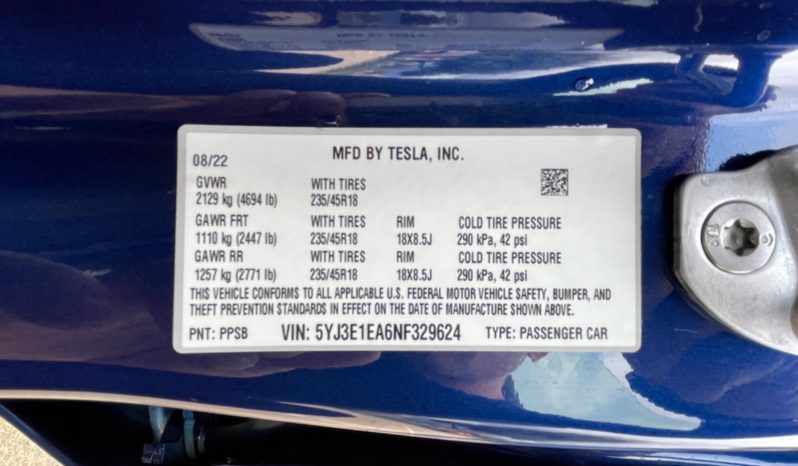 MFD BY TESLA
08/22 MFD BY TESLA, INC.
GVWR WITH TIRES
2129 kg (4694 lb) 235/45R18
GAWR FRT WITH TIRES RIM COLD TIRE PRESSURE
1110 kg (2447 lb) 235/45R18 18X8.5J 290 kPa, 42 psi
GAWR RR WITH TIRES RIM COLD TIRE PRESSURE
1257 kg (2771 lb) 235/45R18 18X8.5J 290 kPa, 42 psi
THIS VEHICLE CONFORMS TO ALL APPLICABLE U.S. FEDERAL MOTOR VEHICLE SAFETY, BUMPER, AND
THEFT PREVENTION STANDARDS IN EFFECT ON THE DATE OF MANUFACTURE SHOWN ABOVE.
PNT: PPSB VIN: 5YJ3E1EA6NF329624 TYPE: PASSENGER CAR